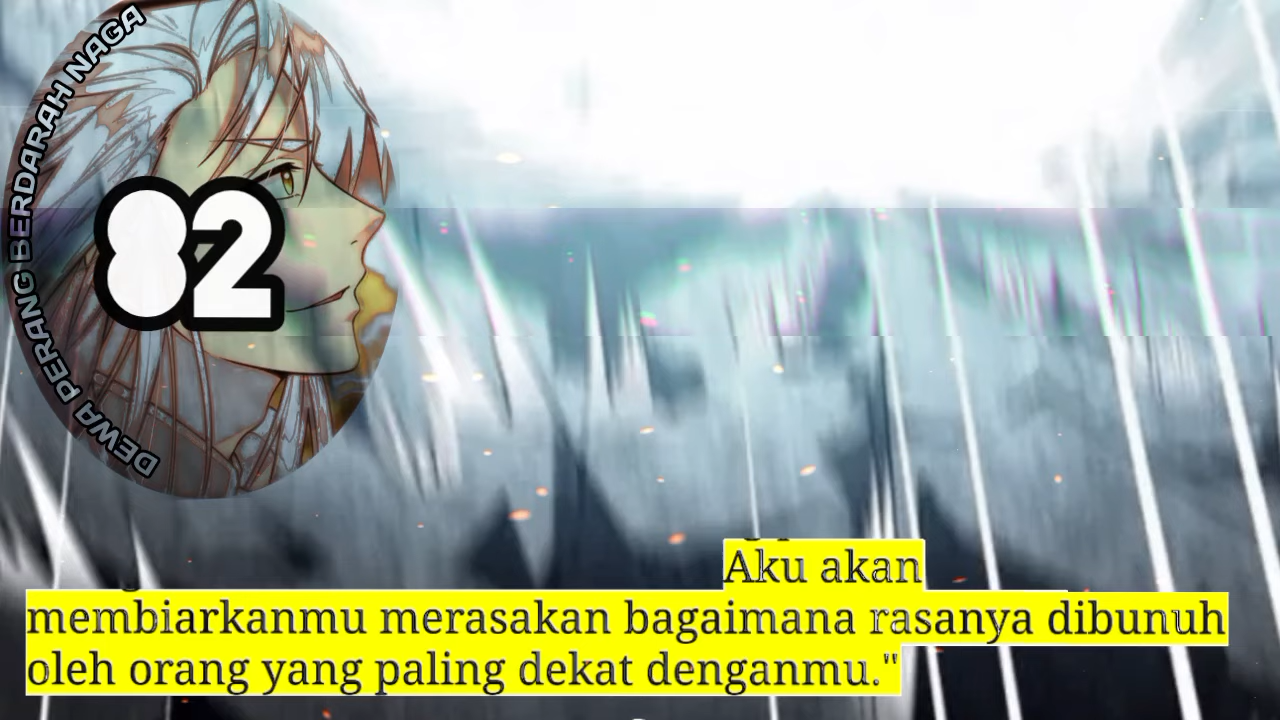 DEWA PERANG BERDARAH NAGA
82
Aku akan
membiarkanmu merasakan bagaimana rasanya dibunuh
oleh orang yang paling dekat denganmu."